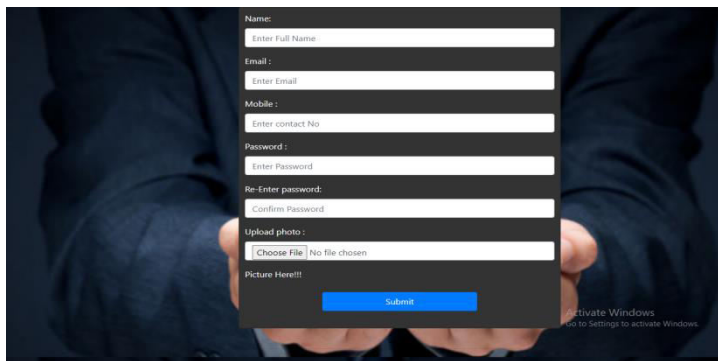 Name:
Enter Full Name
Email :
Enter Email
Mobile :
Enter contact No
Password :
Enter Password
Re-Enter password:
Confirm Password
Upload photo :
Choose File No file chosen
Picture Here!!!
Submit
Activate Windows
Go to Settings to activate Windows.